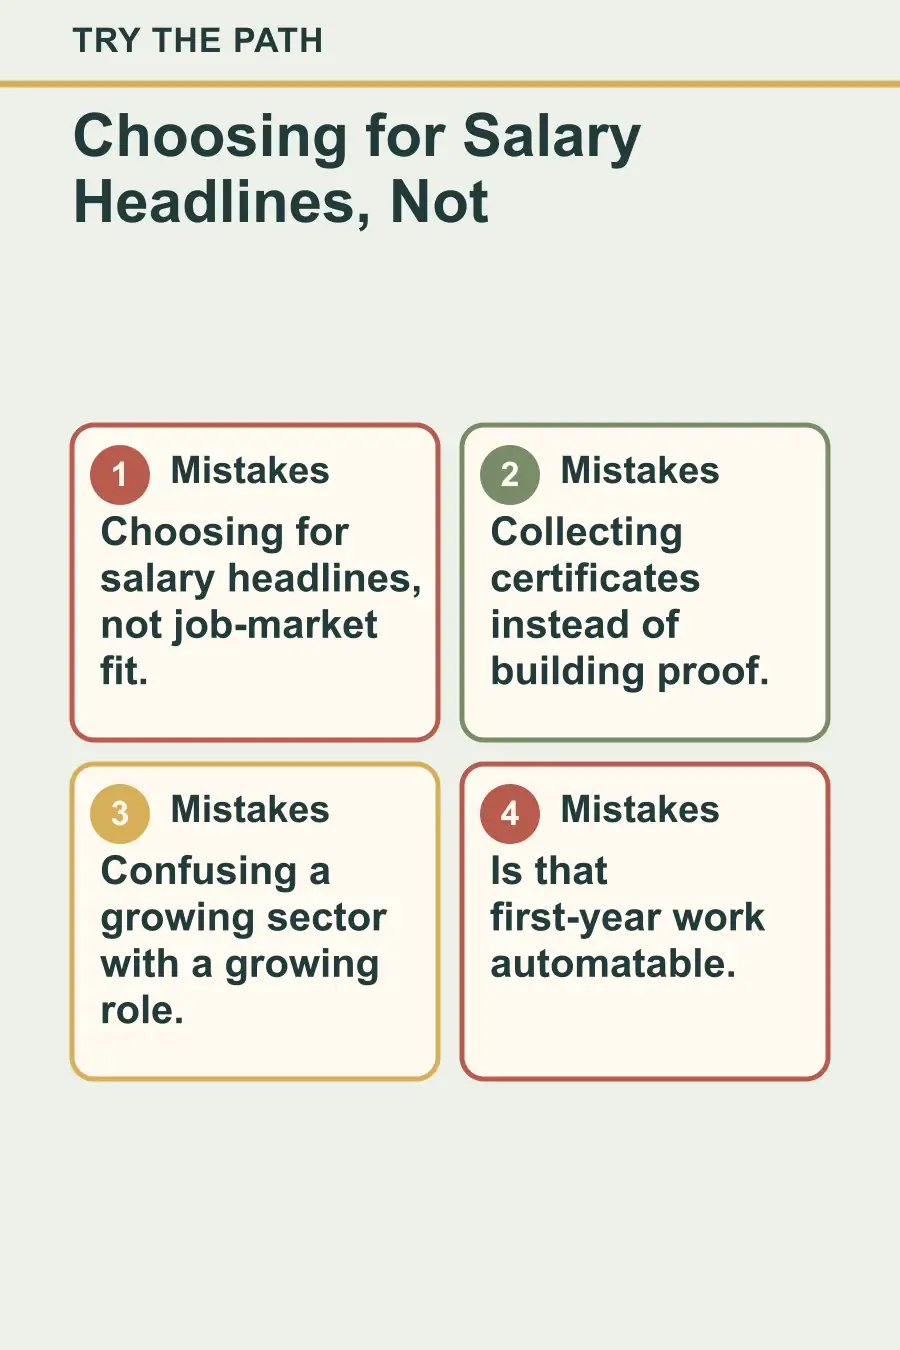 TRY THE PATH
Choosing for Salary
Headlines, Not
1 Mistakes
Choosing for
salary headlines,
not job-market
fit.
2 Mistakes
Collecting
certificates
instead of
building proof.
3 Mistakes
Confusing a
growing sector
with a growing
role.
4 Mistakes
Is that
first-year work
automatable.